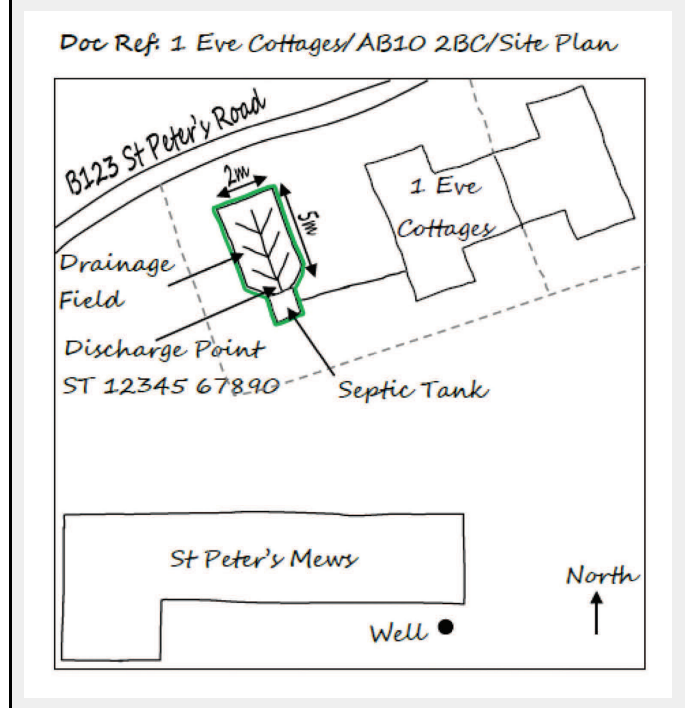 Doc Ref: 1 Eve Cottages/AB10 2BC/Site Plan
B123 St Peter's Road
2m
5m
1 Eve
Cottages
Drainage
Field
Discharge Point
ST 12345 67890
Septic Tank
St Peter's Mews
North
Well